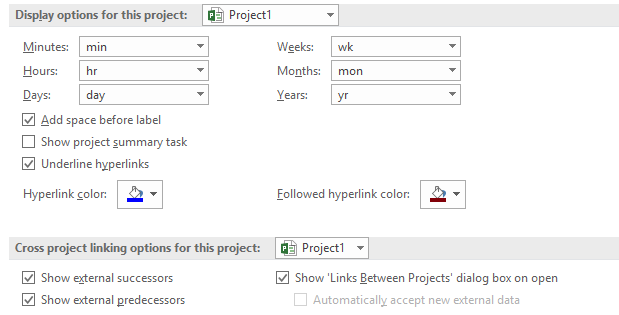 Display options for this project: Project1
Minutes: min Weeks: wk
Hours: hr Months: mon
Days: day Years: yr
Add space before label
Show project summary task
Underline hyperlinks
Hyperlink color: Followed hyperlink color:
Cross project linking options for this project: Project1
Show external successors Show 'Links Between Projects' dialog box on open
Show external predecessors Automatically accept new external data